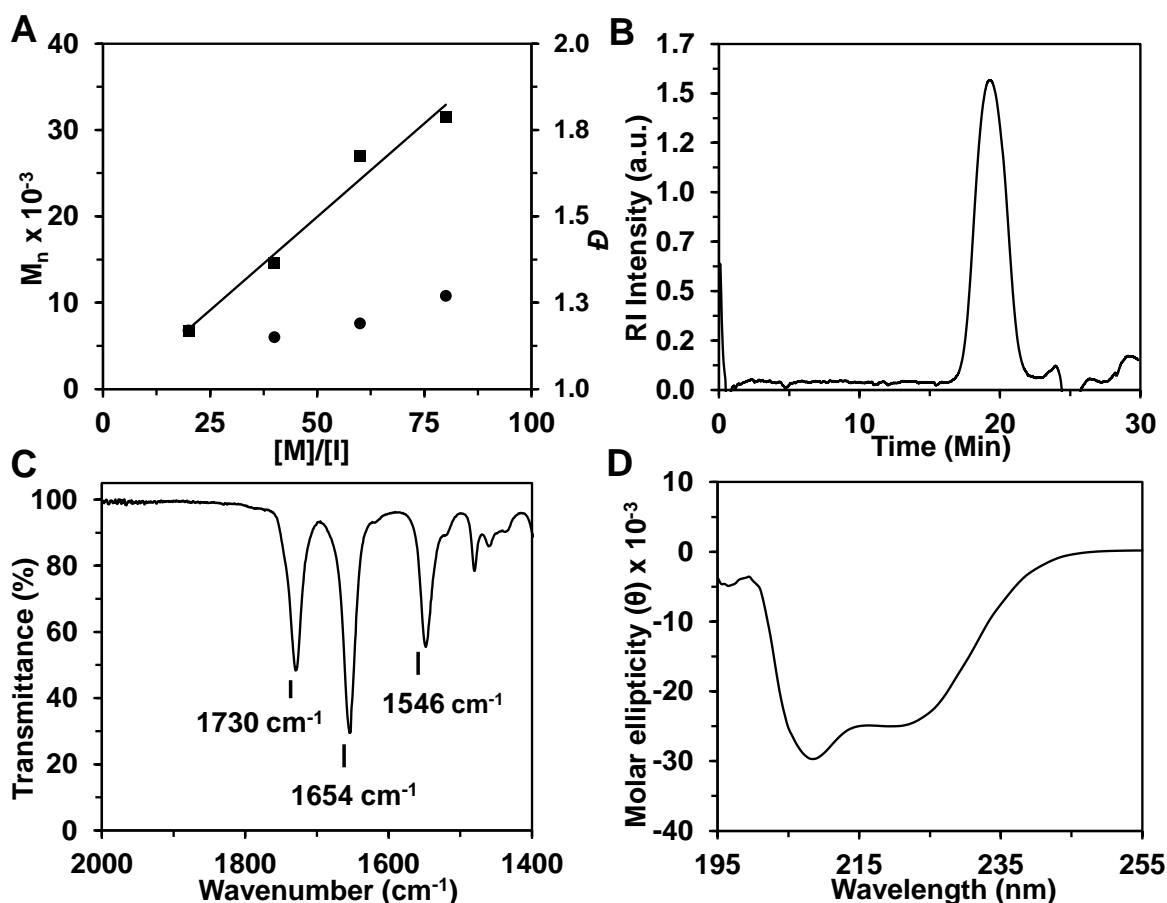 A
40
30
20
10
0
Mₙ x 10⁻³
2.0
1.8
1.5
1.3
1.0
Đ
0
25
50
75
100
[M]/[I]
B
1.7
1.5
1.2
1.0
0.7
0.5
0.2
0.0
RI Intensity (a.u.)
0
10
20
30
Time (Min)
C
100
80
60
40
20
0
Transmittance (%)
1730 cm⁻¹
1654 cm⁻¹
1546 cm⁻¹
2000
1800
1600
1400
Wavenumber (cm⁻¹)
D
10
0
-10
-20
-30
-40
Molar ellipticity (θ) x 10⁻³
195
215
235
255
Wavelength (nm)